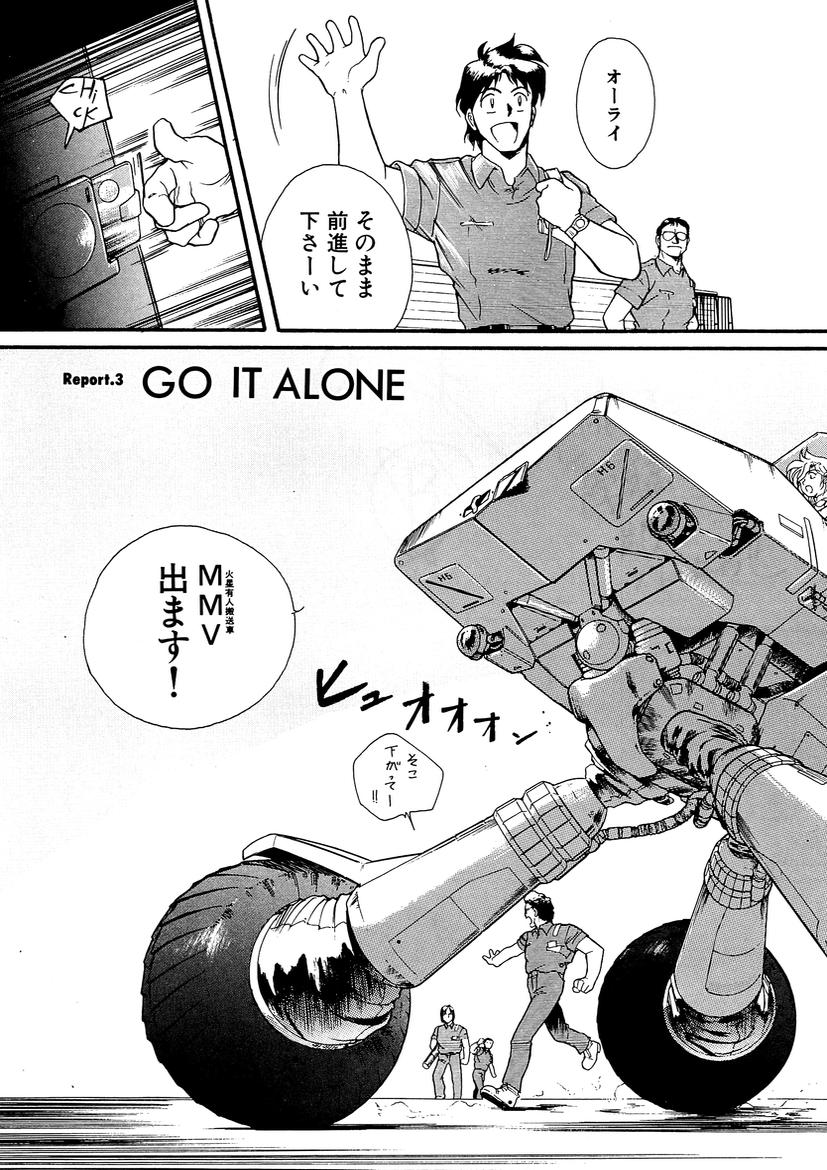 オーライ
そのまま
前進して
下さーい
CHiCK
Report.3 GO IT ALONE
火星有人搬送車
MMV
出ます！
ヒュオオオン
そこ
下がってー
!!
H6
H6